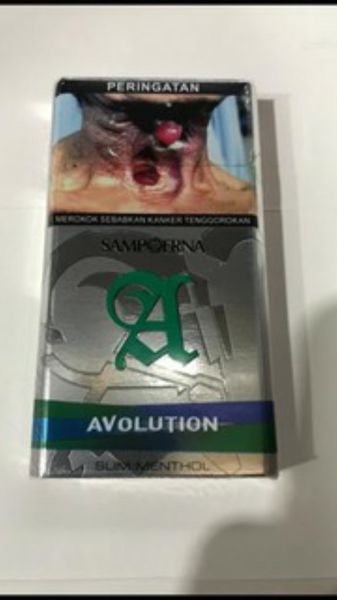 PERINGATAN
MEROKOK SEBABKAN KANKER TENGGOROKAN
SAMPOERNA
A
AVOLUTION
SLIM MENTHOL